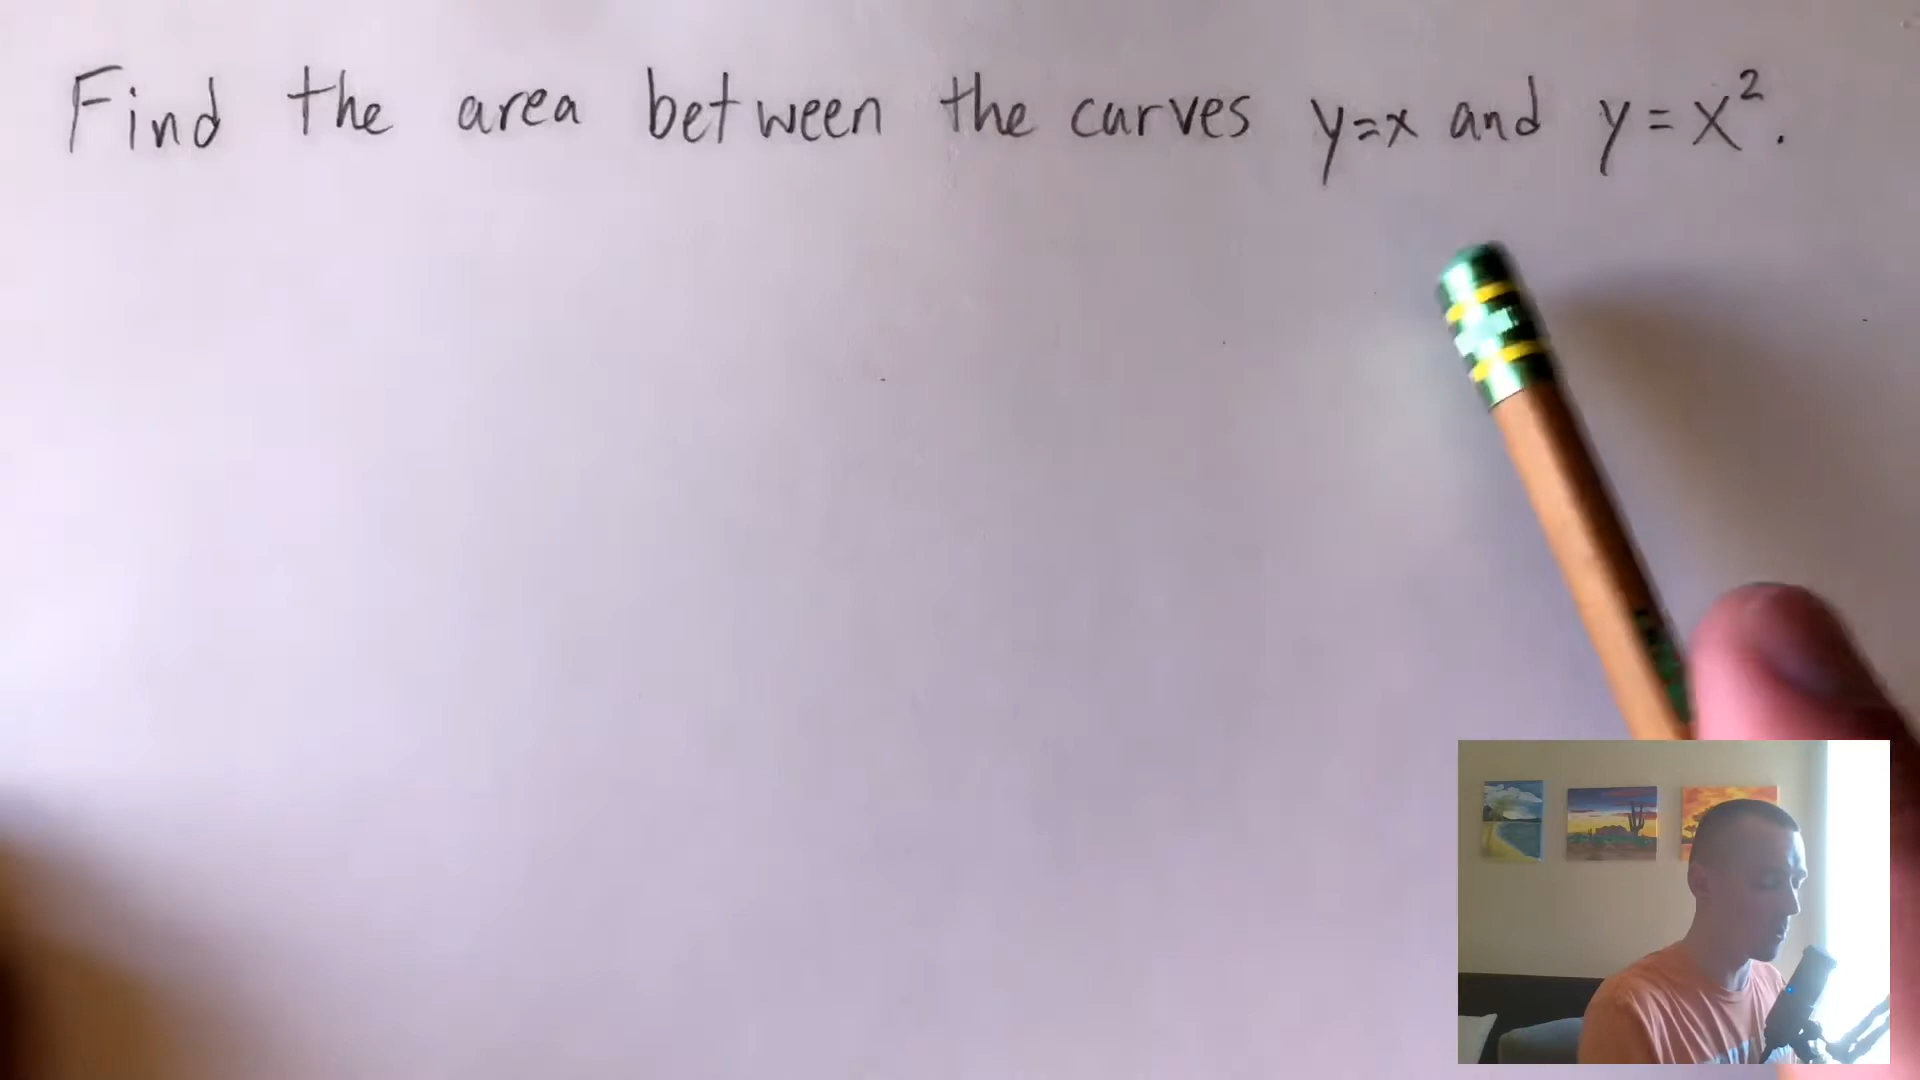 Find the area between the curves y=x and y=x².